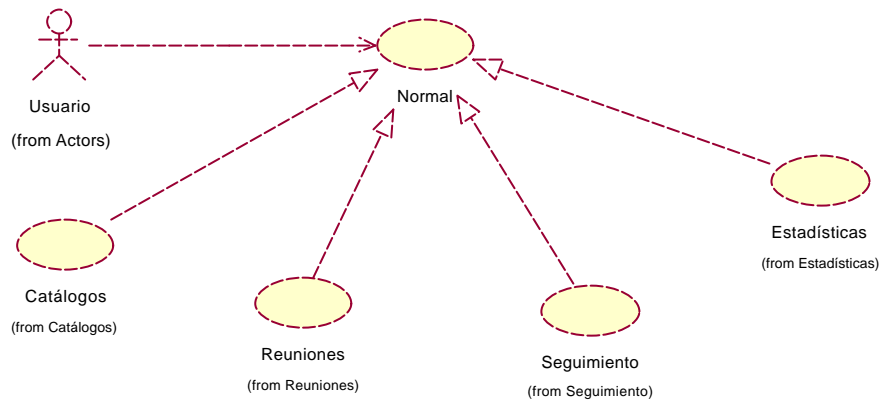 Usuario
(from Actors)
Normal
Estadísticas
(from Estadísticas)
Catálogos
(from Catálogos)
Reuniones
(from Reuniones)
Seguimiento
(from Seguimiento)